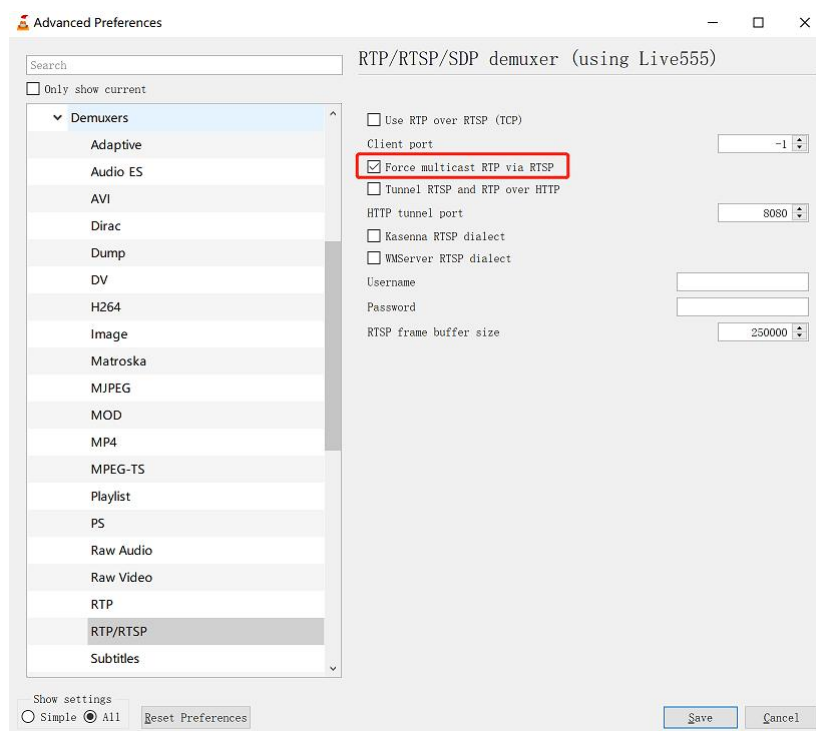 Advanced Preferences
Search
Only show current
Demuxers
Adaptive
Audio ES
AVI
Dirac
Dump
DV
H264
Image
Matroska
MJPEG
MOD
MP4
MPEG-TS
Playlist
PS
Raw Audio
Raw Video
RTP
RTP/RTSP
Subtitles
RTP/RTSP/SDP demuxer (using Live555)
Use RTP over RTSP (TCP)
Client port -1
Force multicast RTP via RTSP
Tunnel RTSP and RTP over HTTP
HTTP tunnel port 8080
Kasenna RTSP dialect
WMServer RTSP dialect
Username
Password
RTSP frame buffer size 250000
Show settings
Simple All Reset Preferences Save Cancel